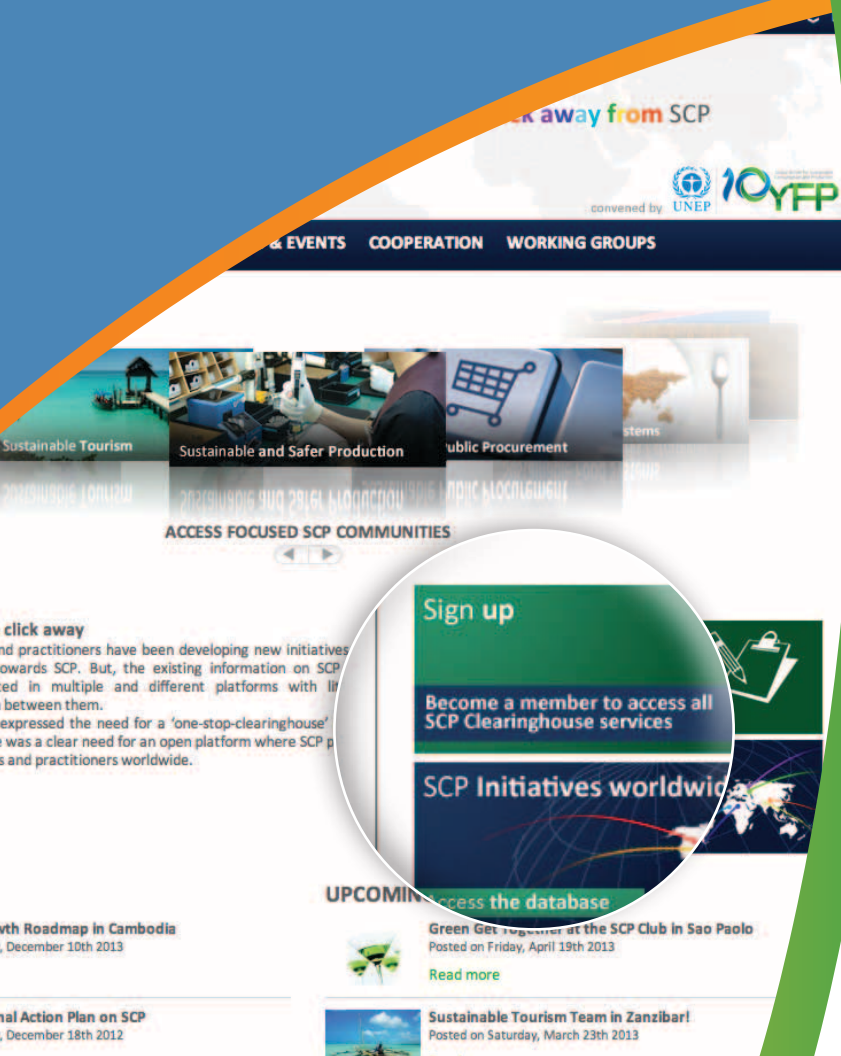 away from SCP
convened by UNEP 10YFP
& EVENTS COOPERATION WORKING GROUPS
Sustainable Tourism
Sustainable and Safer Production
Public Procurement
stems
ACCESS FOCUSED SCP COMMUNITIES
click away
nd practitioners have been developing new initiatives
owards SCP. But, the existing information on SCP
ted in multiple and different platforms with
between them.
expressed the need for a ‘one-stop-clearinghouse’
e was a clear need for an open platform where SCP p
s and practitioners worldwide.
Sign up
Become a member to access all
SCP Clearinghouse services
SCP Initiatives worldwid
Access the database
UPCOMIN
wth Roadmap in Cambodia
, December 10th 2013
nal Action Plan on SCP
, December 18th 2012
Green Get Together at the SCP Club in Sao Paolo
Posted on Friday, April 19th 2013
Read more
Sustainable Tourism Team in Zanzibar!
Posted on Saturday, March 23th 2013